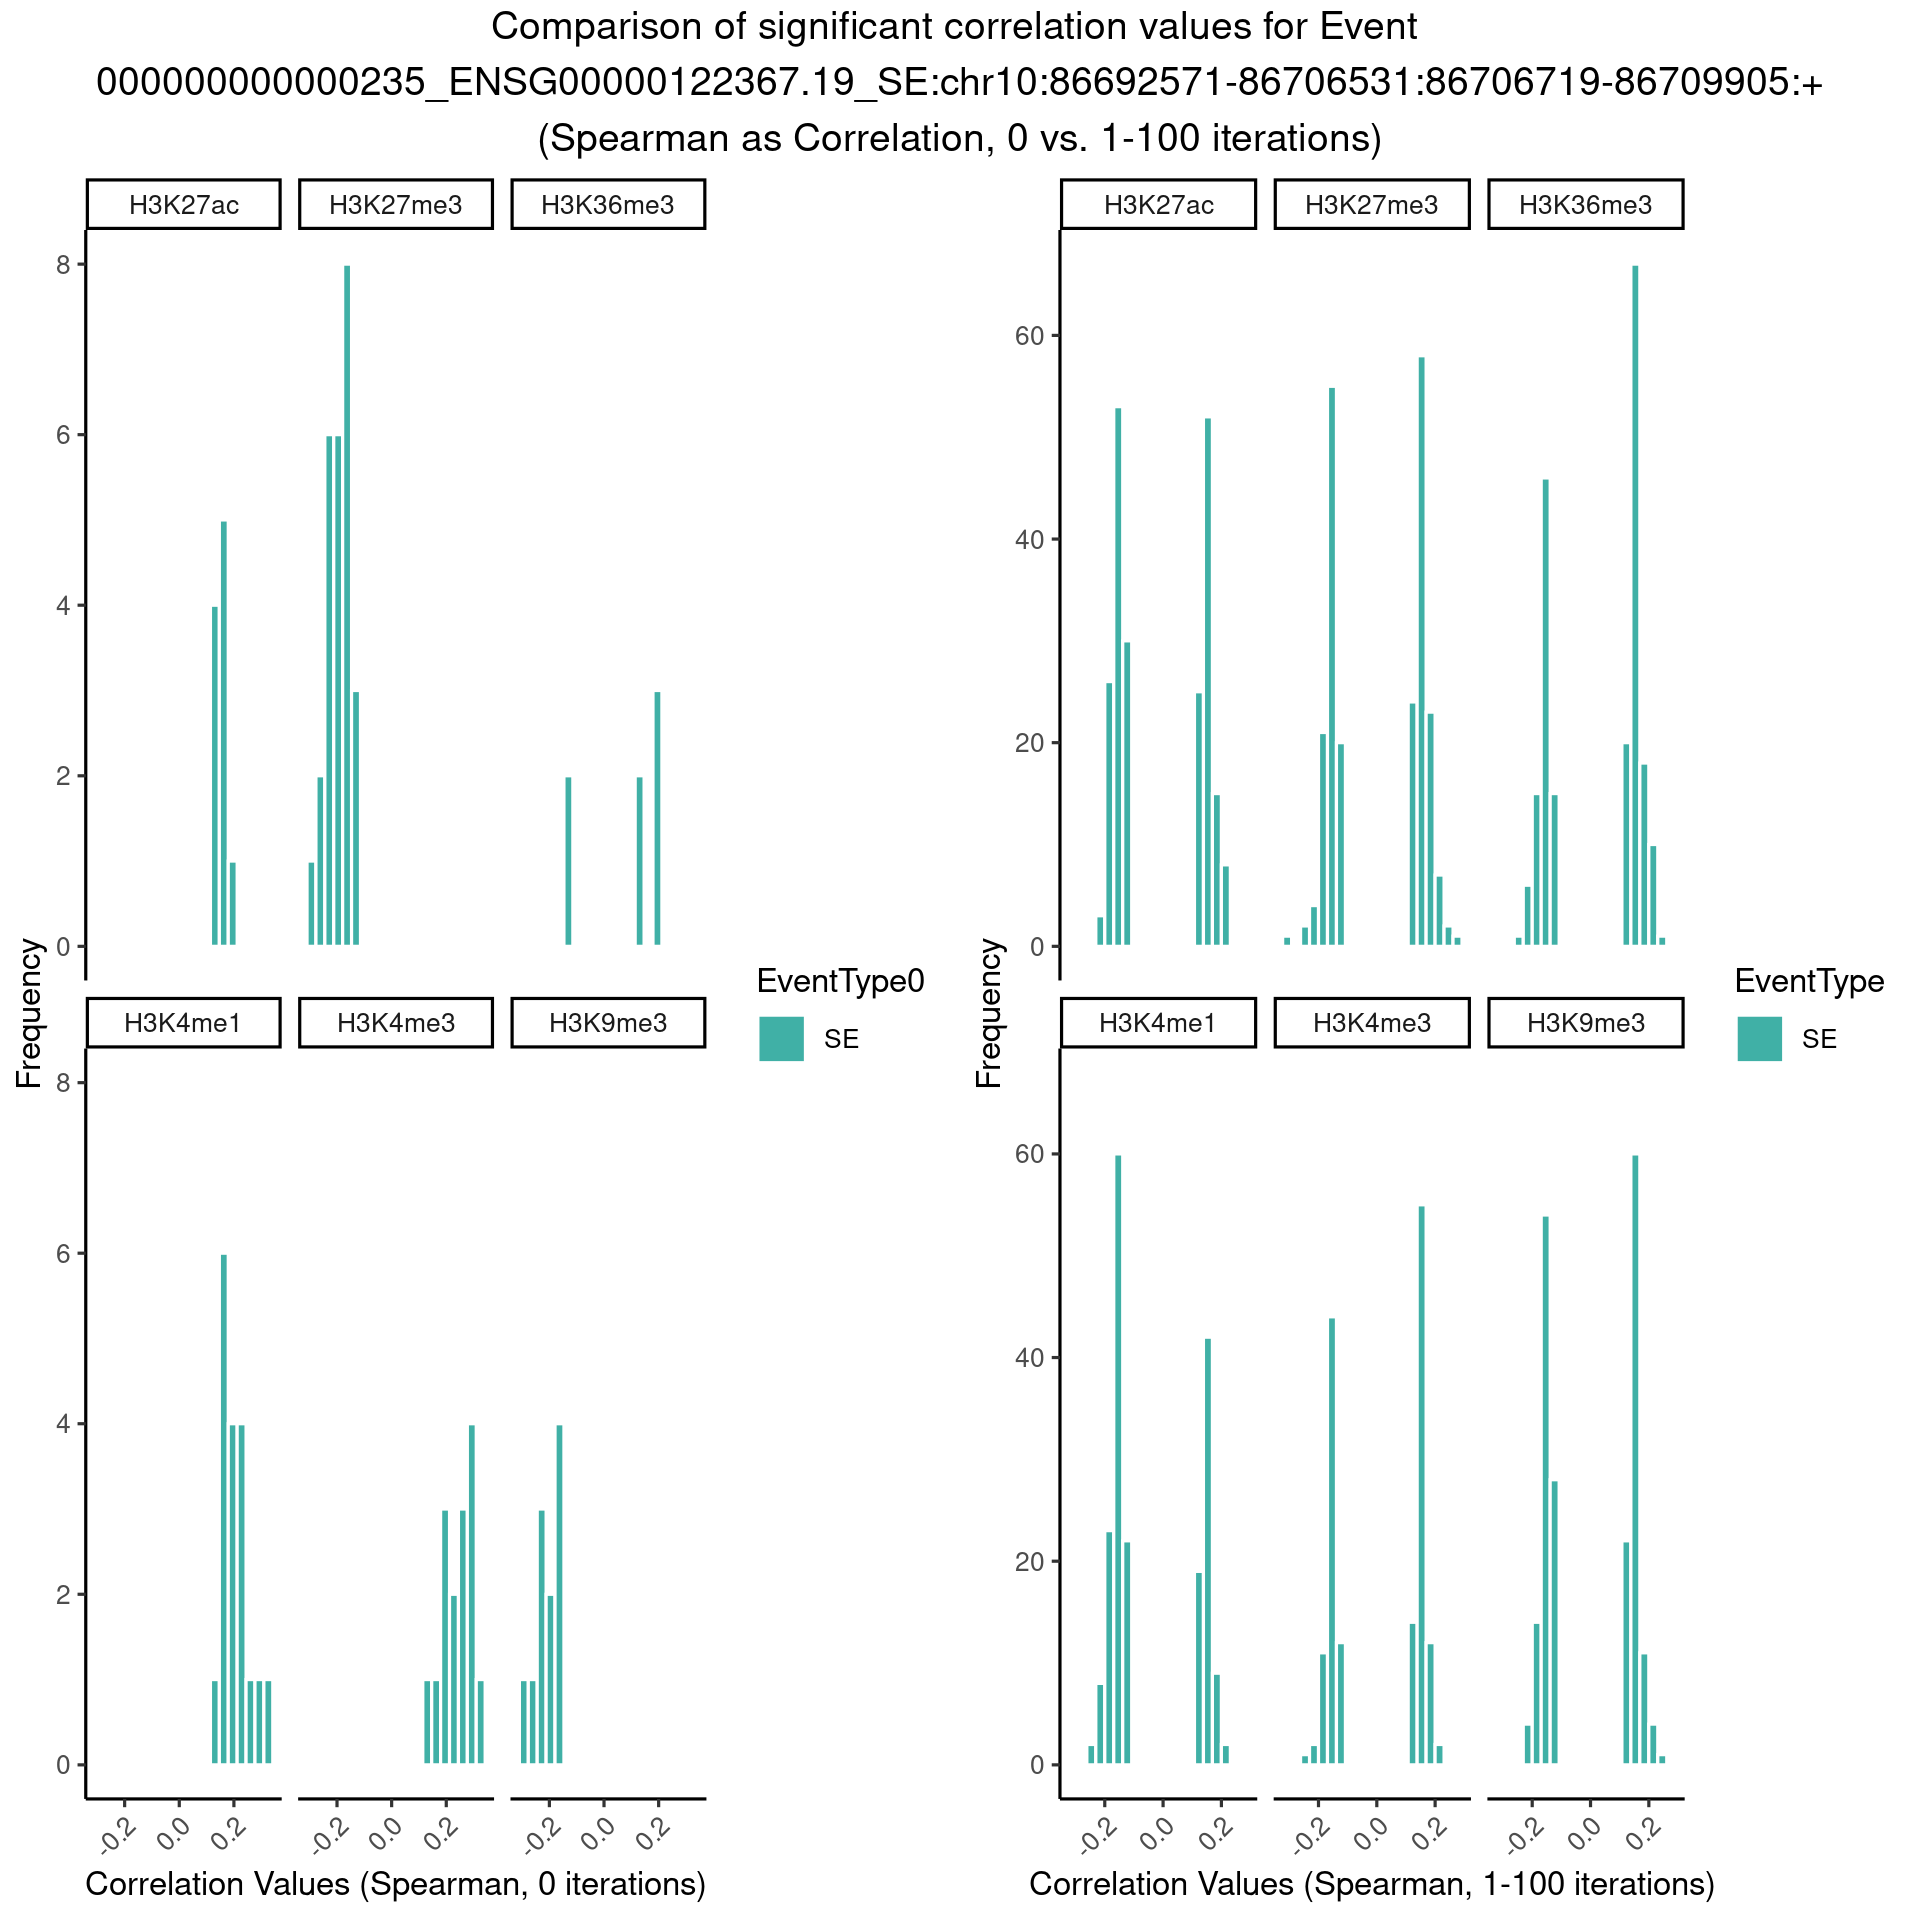 Comparison of significant correlation values for Event
000000000000235_ENSG00000122367.19_SE:chr10:86692571-86706531:86706719-86709905:+
(Spearman as Correlation, 0 vs. 1-100 iterations)
H3K27ac H3K27me3 H3K36me3
8
6
4
2
0
H3K4me1 H3K4me3 H3K9me3
8
6
4
2
0
-0.2 0.0 0.2 -0.2 0.0 0.2 -0.2 0.0 0.2
Frequency
Correlation Values (Spearman, 0 iterations)
EventType0
SE
H3K27ac H3K27me3 H3K36me3
60
40
20
0
H3K4me1 H3K4me3 H3K9me3
60
40
20
0
-0.2 0.0 0.2 -0.2 0.0 0.2 -0.2 0.0 0.2
Frequency
Correlation Values (Spearman, 1-100 iterations)
EventType
SE